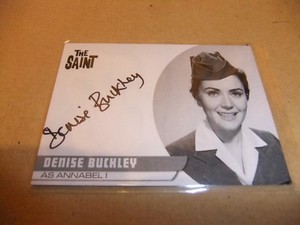 THE
SAINT
Denise Buckley
DENISE BUCKLEY
AS ANNABEL I